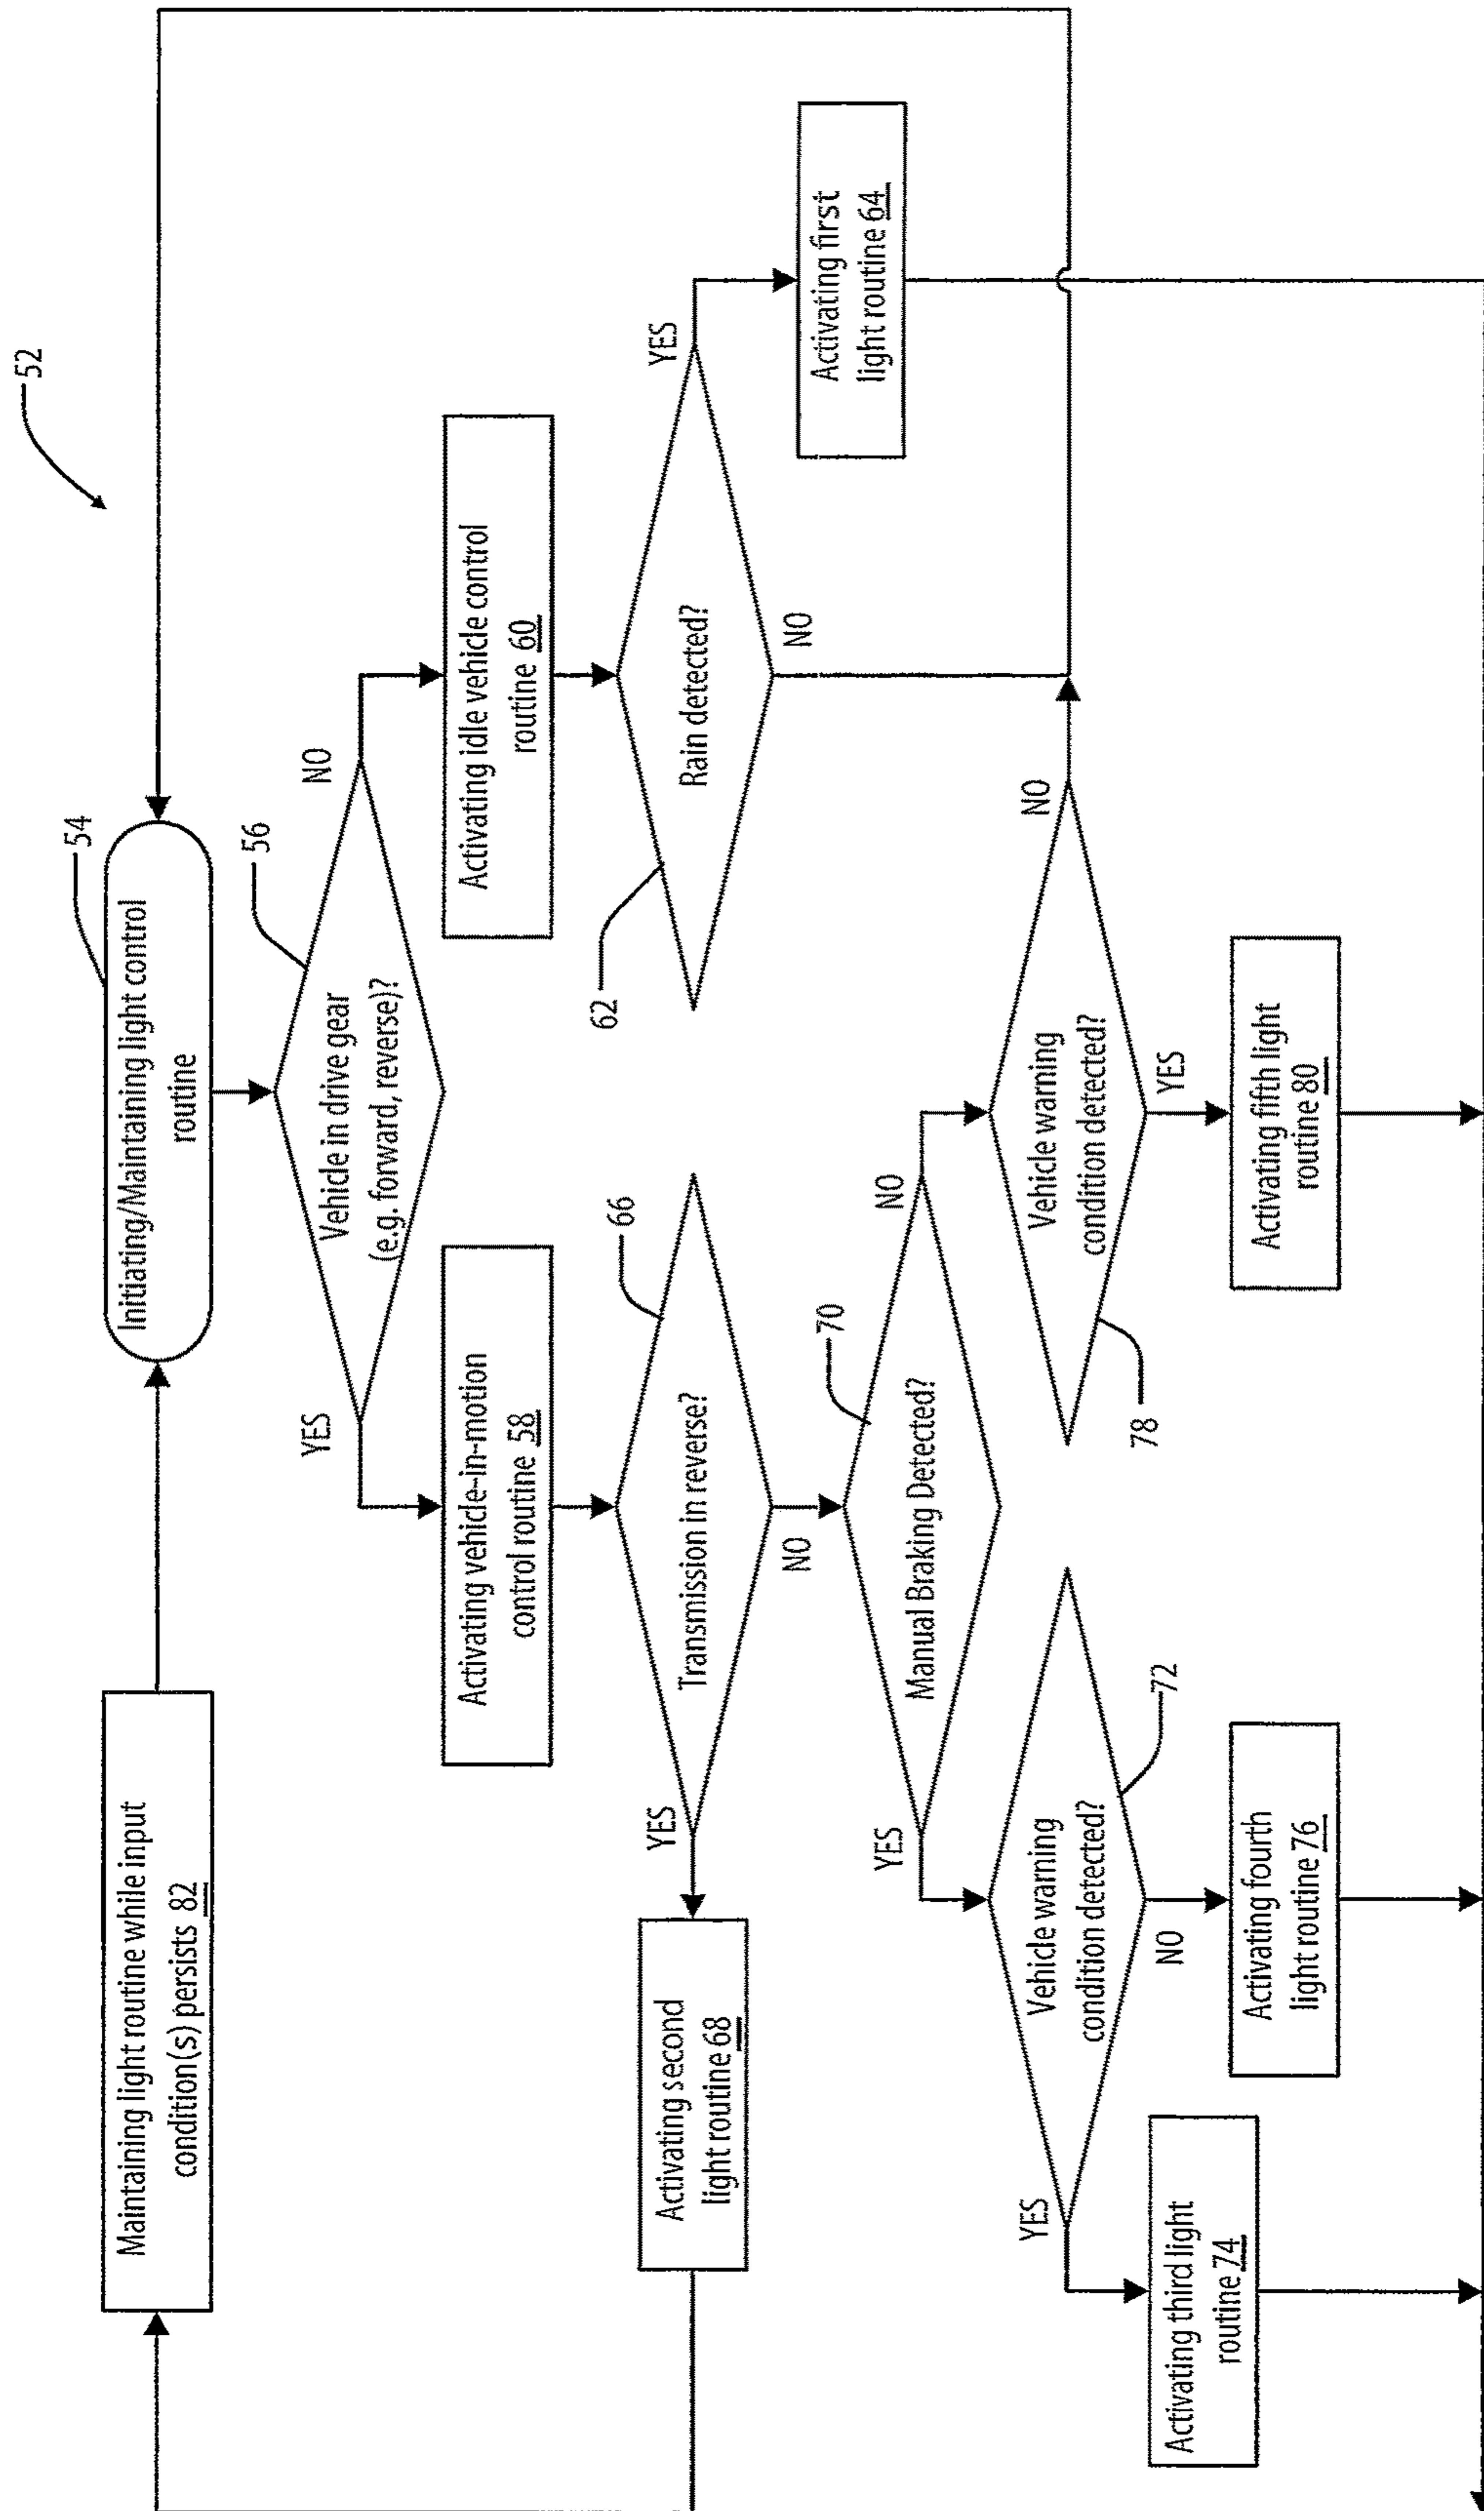 52
Maintaining light routine while input
condition(s) persists 82
Initiating/Maintaining light control
routine
54
Vehicle in drive gear
(e.g. forward, reverse)?
56
YES
NO
Activating vehicle-in-motion
control routine 58
Activating idle vehicle control
routine 60
Transmission in reverse?
66
YES
NO
Rain detected?
62
YES
NO
Activating second
light routine 68
Activating first
light routine 64
Manual Braking Detected?
70
YES
NO
Vehicle warning
condition detected?
72
YES
NO
Vehicle warning
condition detected?
78
NO
YES
Activating third light
routine 74
Activating fourth
light routine 76
Activating fifth light
routine 80